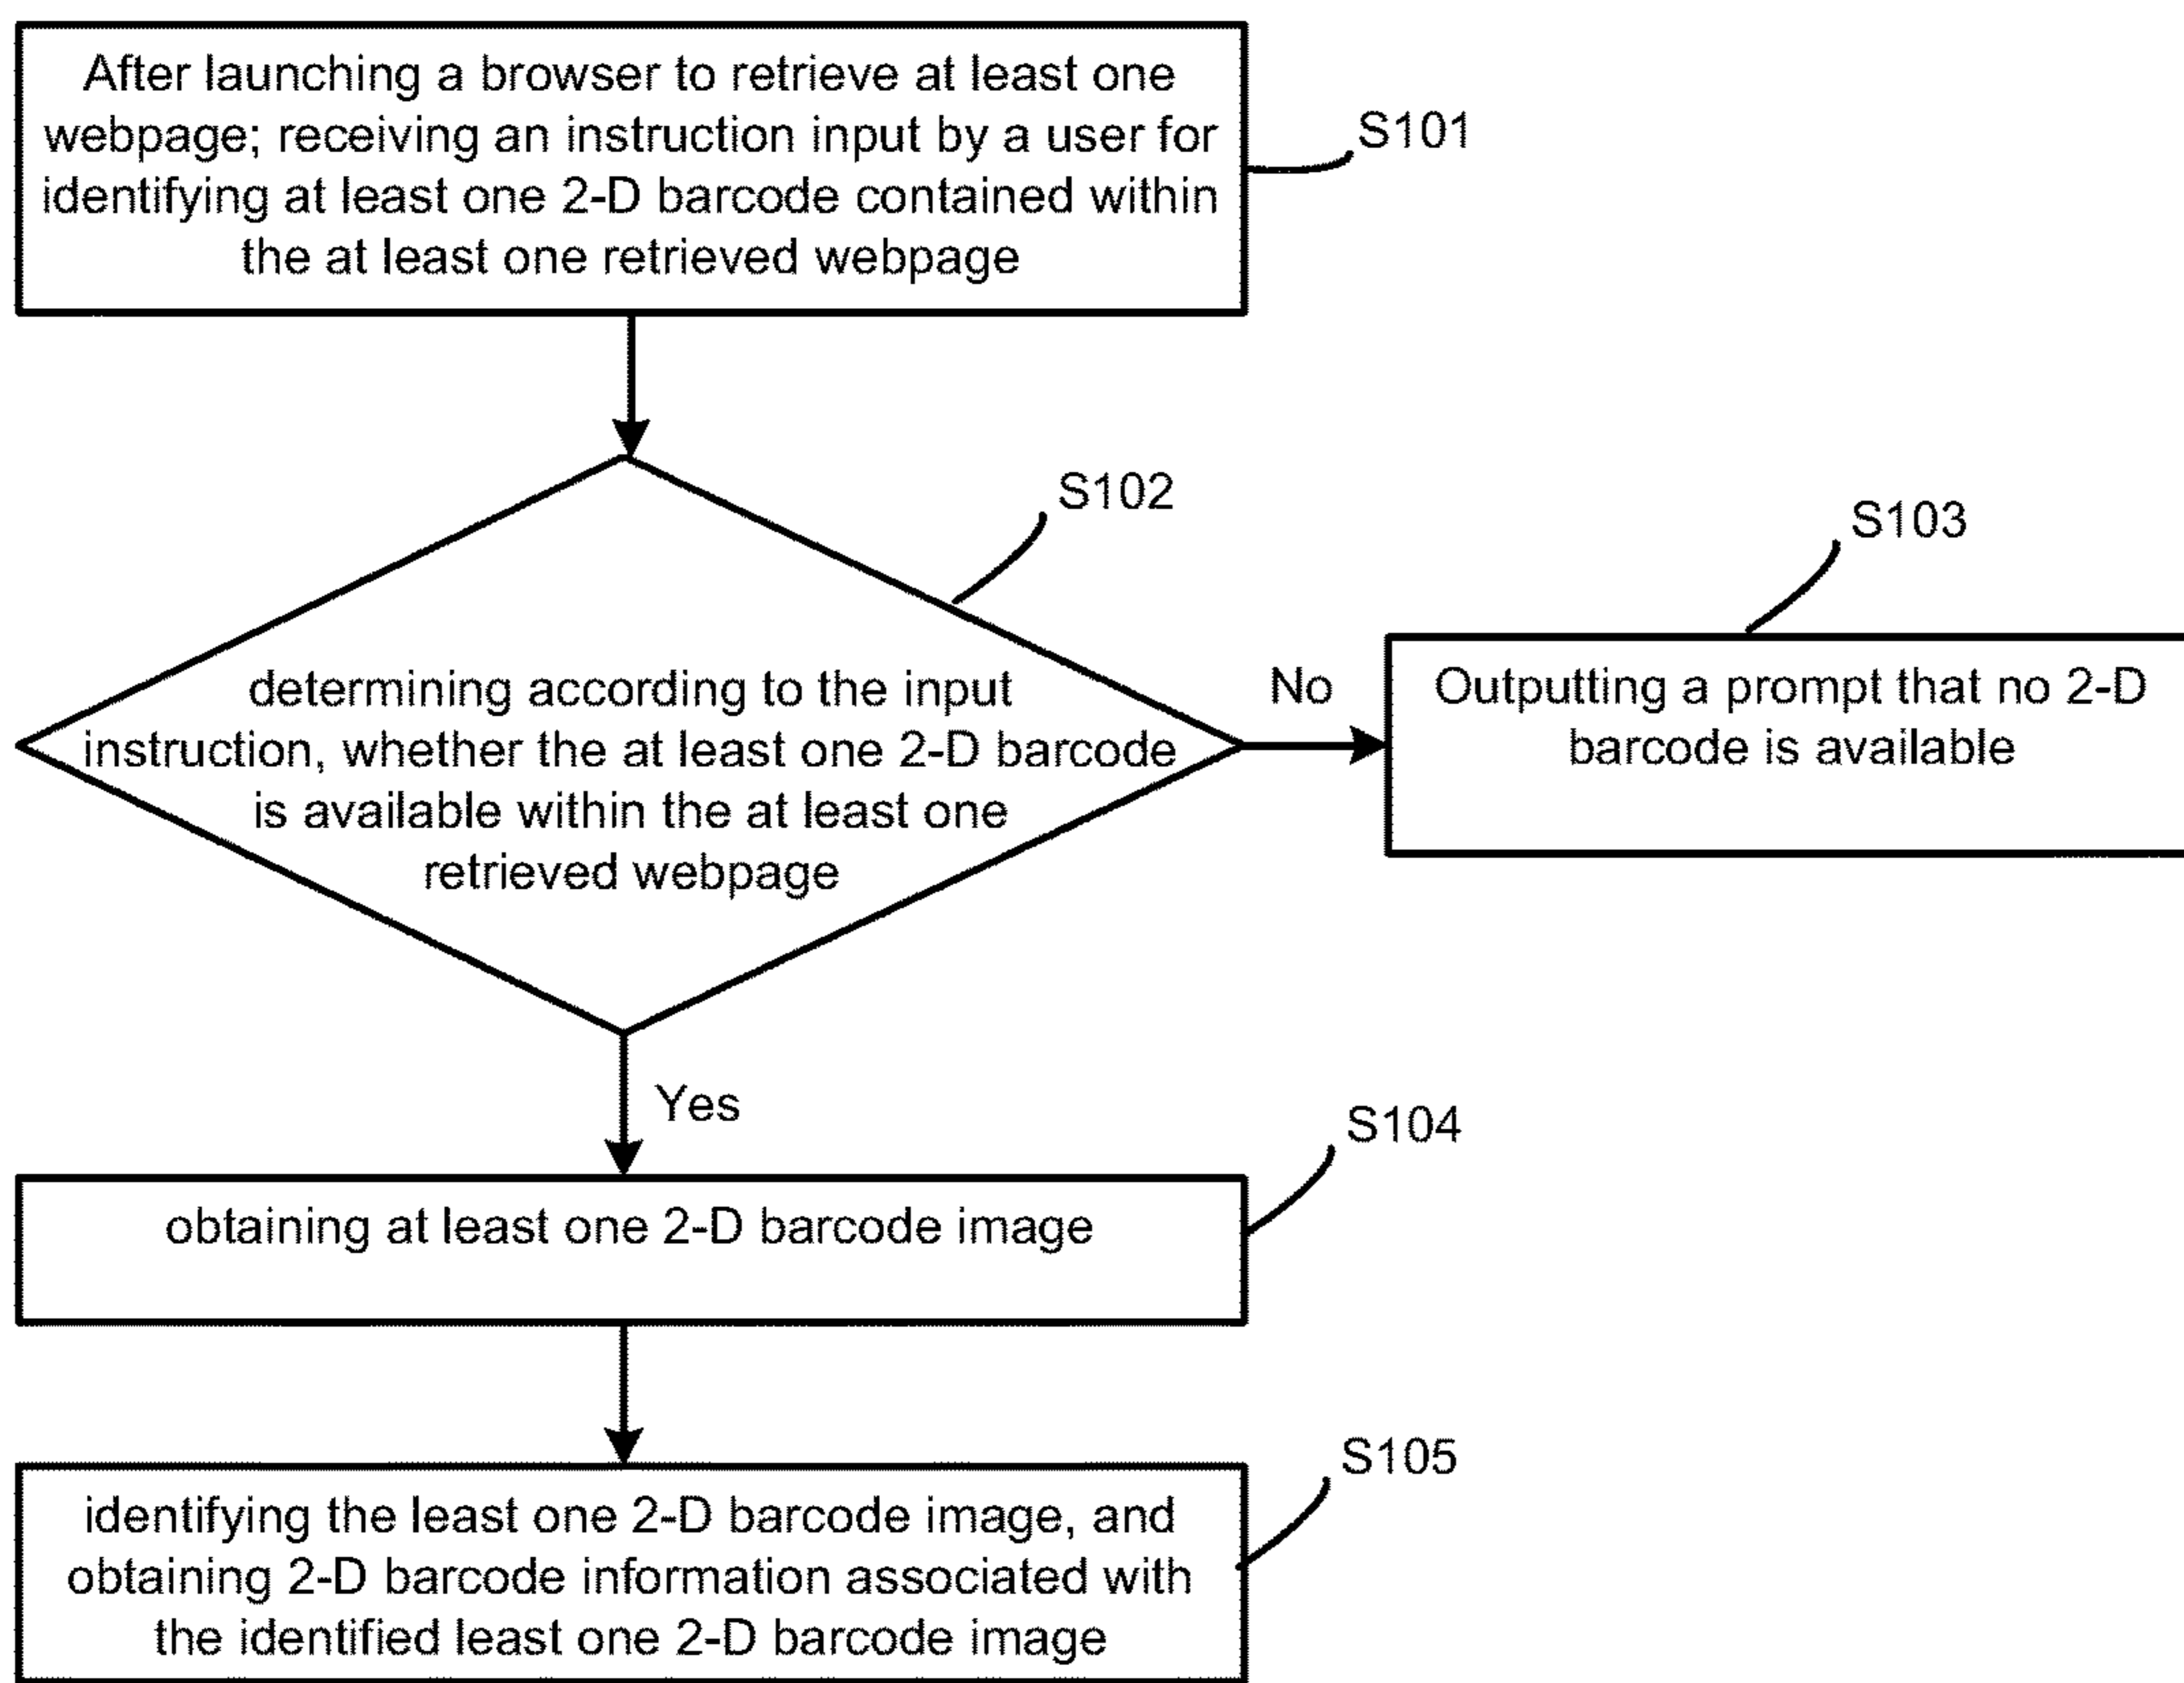 After launching a browser to retrieve at least one
webpage; receiving an instruction input by a user for
identifying at least one 2-D barcode contained within
the at least one retrieved webpage
S101
S102
determining according to the input
instruction, whether the at least one 2-D barcode
is available within the at least one
retrieved webpage
No
S103
Outputting a prompt that no 2-D
barcode is available
Yes
S104
obtaining at least one 2-D barcode image
S105
identifying the least one 2-D barcode image, and
obtaining 2-D barcode information associated with
the identified least one 2-D barcode image